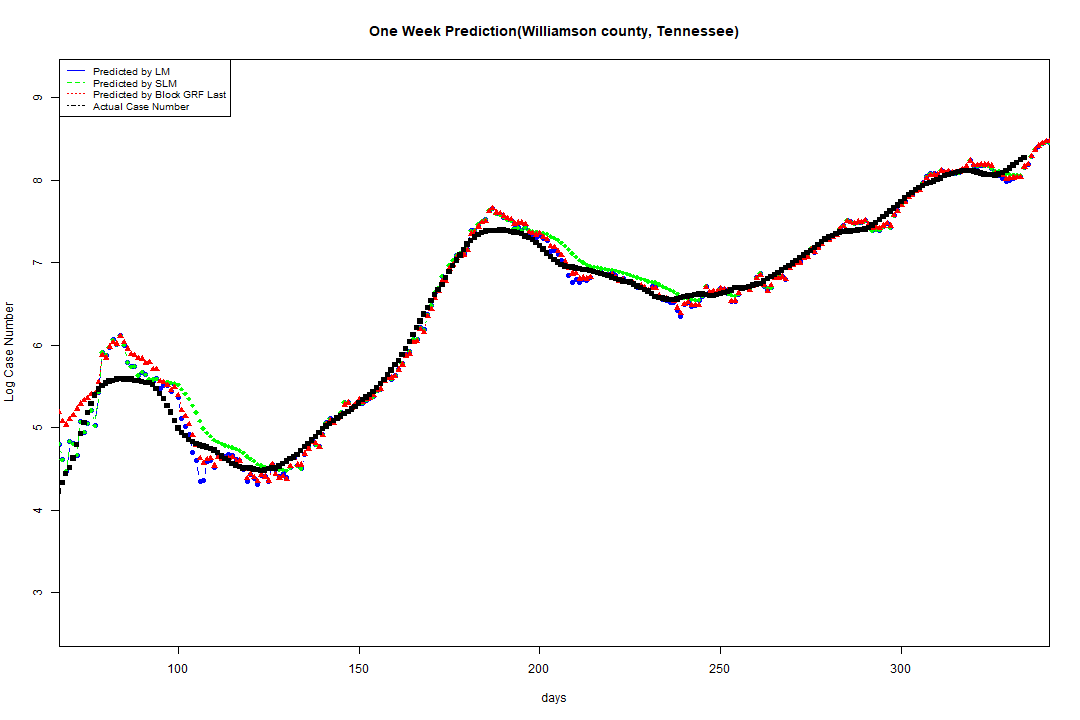 One Week Prediction(Williamson county, Tennessee)
Predicted by LM
Predicted by SLM
Predicted by Block GRF Last
Actual Case Number
9
8
7
6
5
4
3
Log Case Number
100 150 200 250 300
days